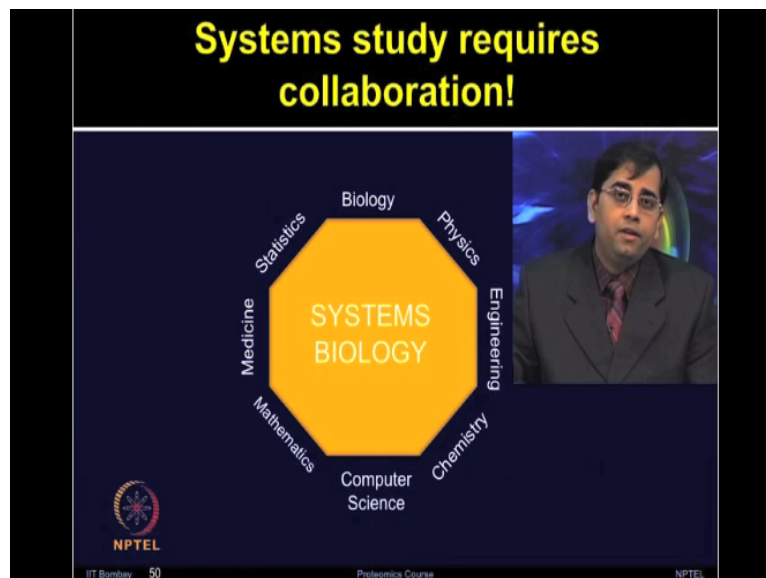 Systems study requires
collaboration!
Biology
Physics
Engineering
Chemistry
Computer
Science
Mathematics
Medicine
Statistics
SYSTEMS
BIOLOGY
NPTEL
IIT Bombay 50 Proteomics Course NPTEL